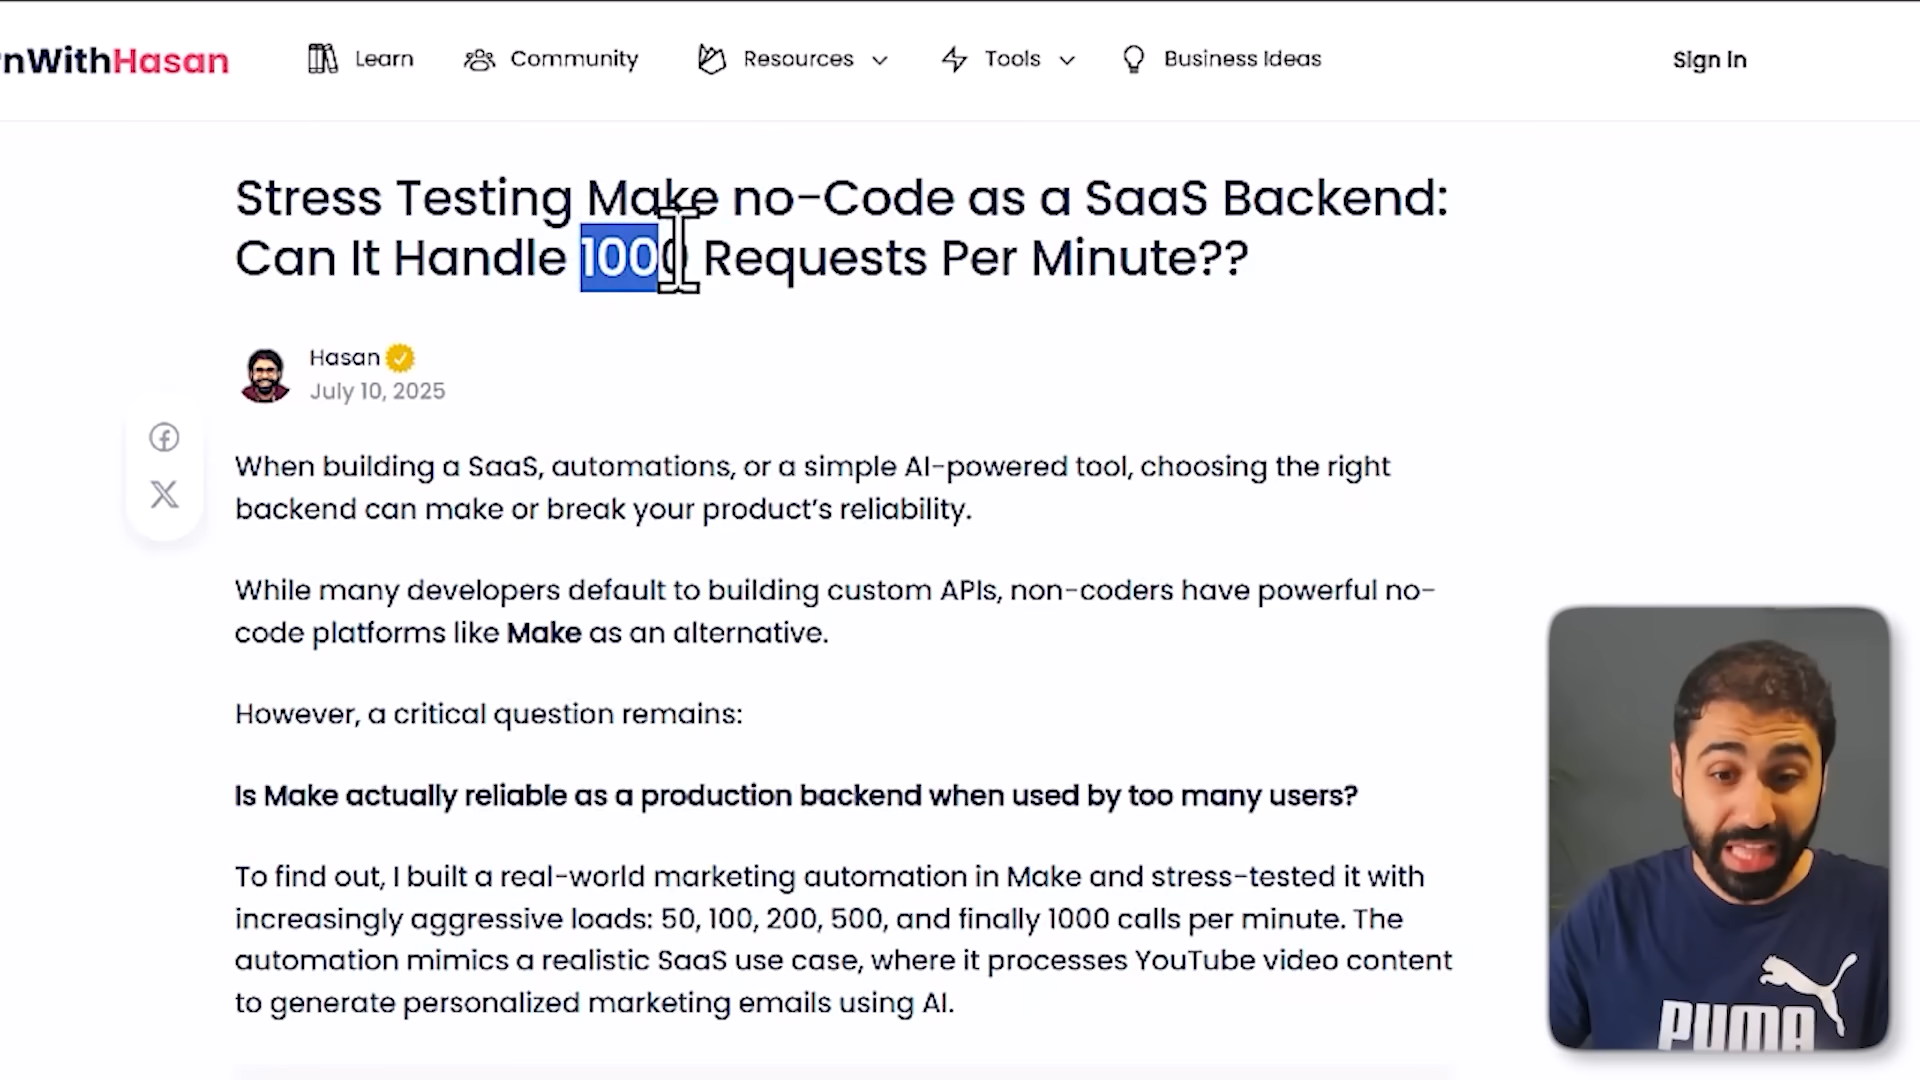 nWithHasan
Learn
Community
Resources
Tools
Business Ideas
Sign In
Stress Testing Make no-Code as a SaaS Backend:
Can It Handle 1000 Requests Per Minute??
Hasan
July 10, 2025
When building a SaaS, automations, or a simple AI-powered tool, choosing the right
backend can make or break your product’s reliability.
While many developers default to building custom APIs, non-coders have powerful no-
code platforms like Make as an alternative.
However, a critical question remains:
Is Make actually reliable as a production backend when used by too many users?
To find out, I built a real-world marketing automation in Make and stress-tested it with
increasingly aggressive loads: 50, 100, 200, 500, and finally 1000 calls per minute. The
automation mimics a realistic SaaS use case, where it processes YouTube video content
to generate personalized marketing emails using AI.
PUMA